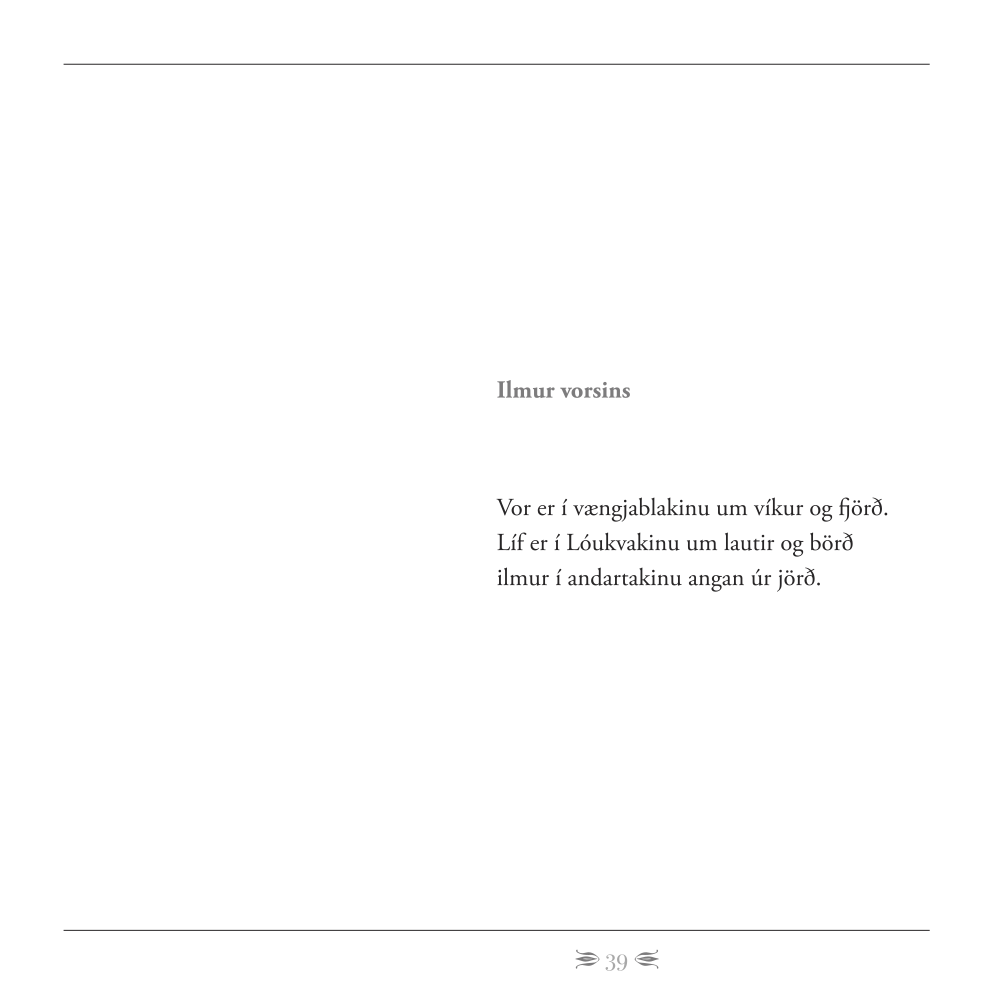 Ilmur vorsins
Vor er í vængjablakinu um víkur og fjörð.
Líf er í Lóukvakinu um lautir og börð
ilmur í andartakinu angan úr jörð.
39